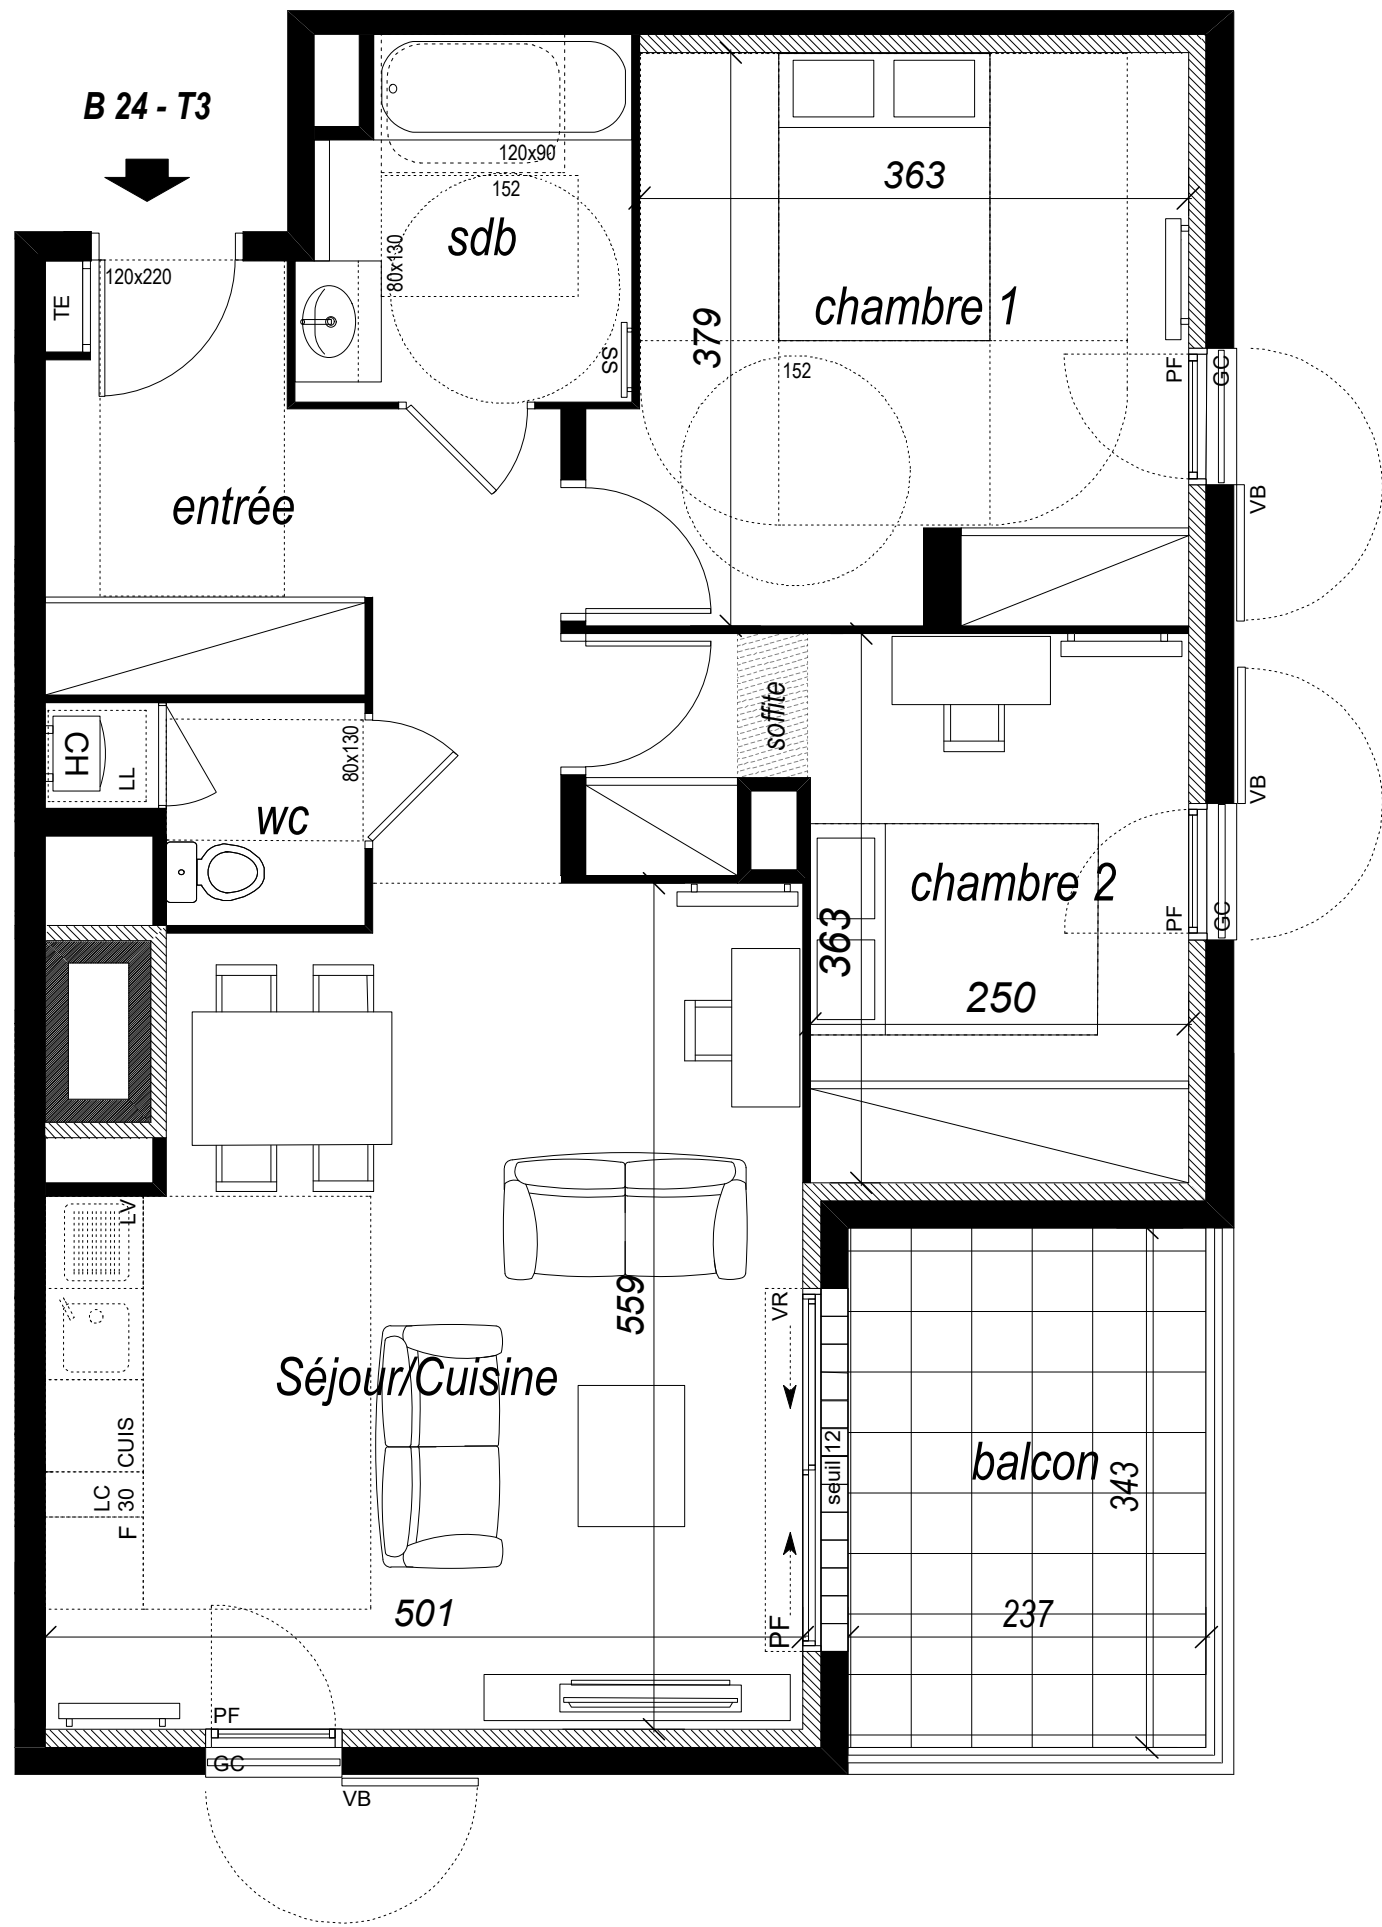 B 24 - T3
120x220
TE
120x90
152
sdb
80x130
SS
363
chambre 1
379
152
PF
GC
VB
entrée
soffite
CH
LL
80x130
wc
VB
chambre 2
363
PF
GC
250
LV
559
VR
Séjour/Cuisine
CUIS
LC
30
F
seuil 12
balcon
343
501
237
PF
PF
GC
VB